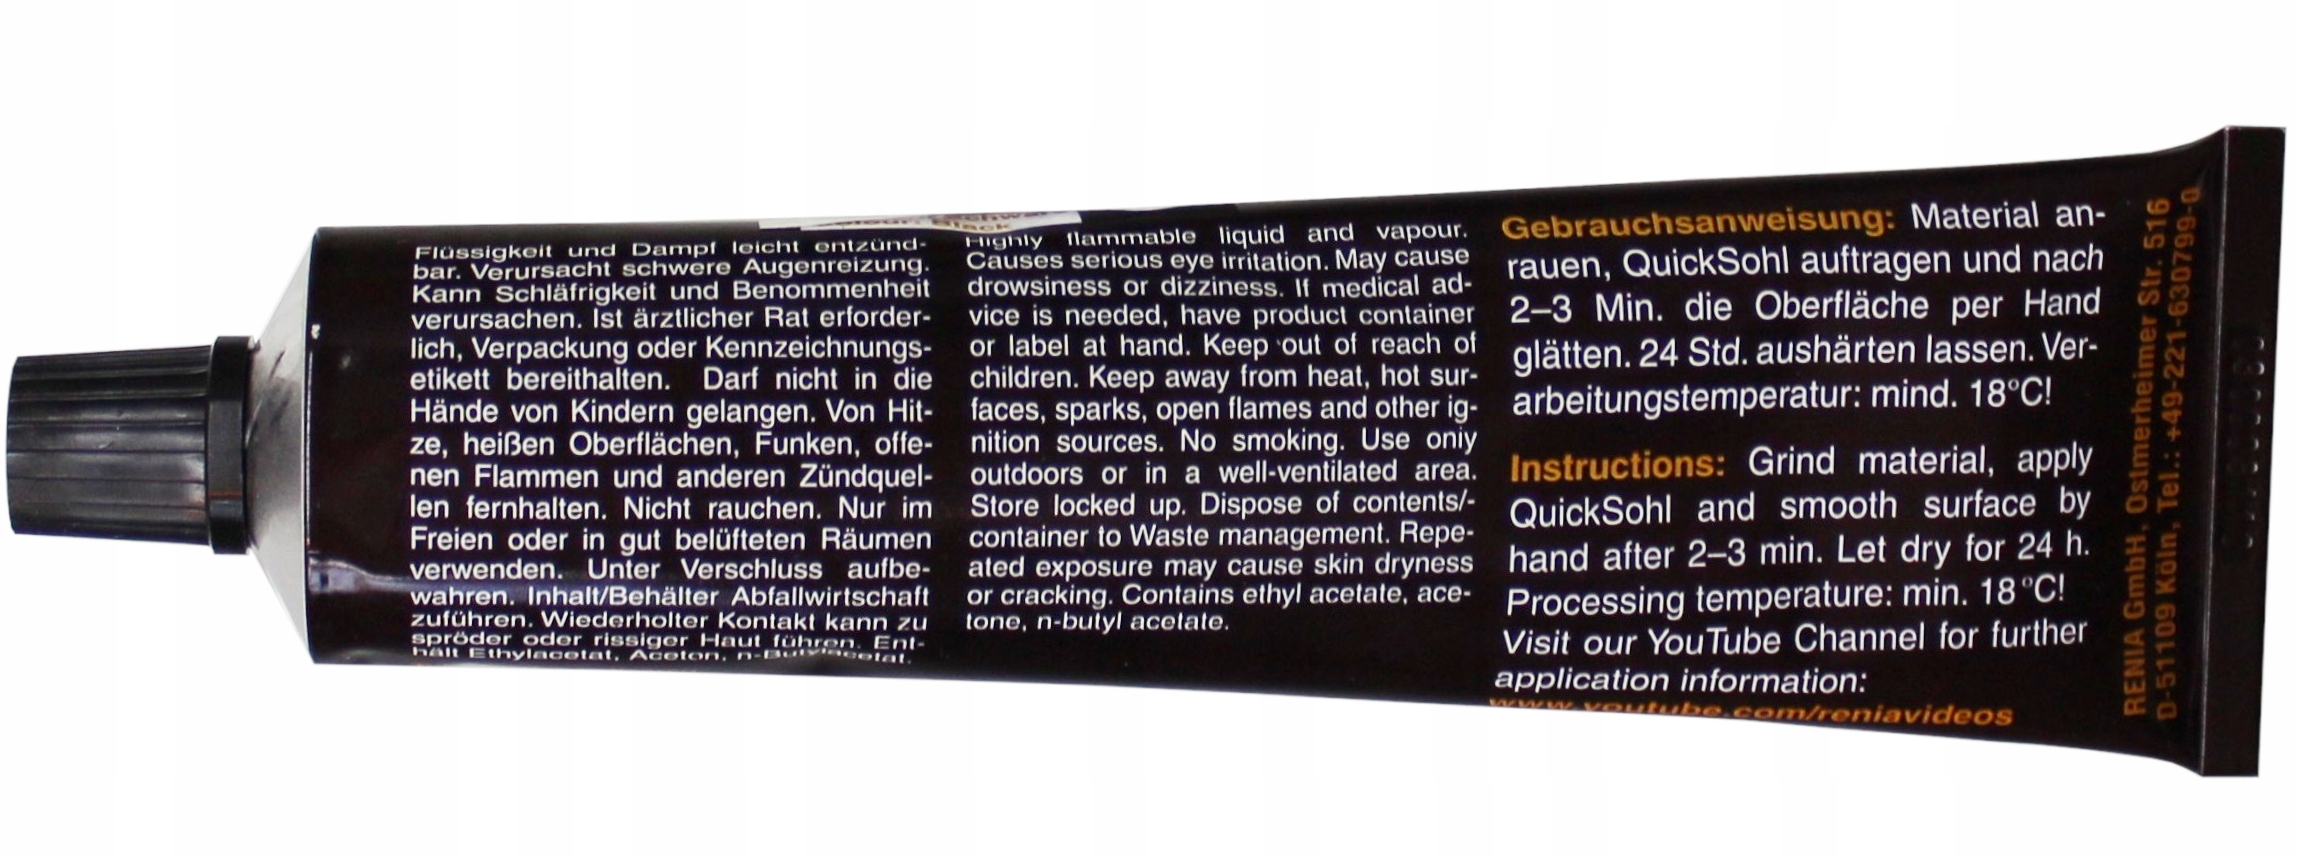 Black
Flüssigkeit und Dampf leicht entzünd-
bar. Verursacht schwere Augenreizung.
Kann Schläfrigkeit und Benommenheit
verursachen. Ist ärztlicher Rat erforder-
lich, Verpackung oder Kennzeichnungs-
etikett bereithalten. Darf nicht in die
Hände von Kindern gelangen. Von Hit-
ze, heißen Oberflächen, Funken, offe-
nen Flammen und anderen Zündquel-
len fernhalten. Nicht rauchen. Nur im
Freien oder in gut belüfteten Räumen
verwenden. Unter Verschluss aufbe-
wahren. Inhalt/Behälter Abfallwirtschaft
zuführen. Wiederholter Kontakt kann zu
spröder oder rissiger Haut führen. Ent-
hält Ethylacetat, Aceton, n-Butylacetat.
Highly flammable liquid and vapour.
Causes serious eye irritation. May cause
drowsiness or dizziness. If medical ad-
vice is needed, have product container
or label at hand. Keep out of reach of
children. Keep away from heat, hot sur-
faces, sparks, open flames and other ig-
nition sources. No smoking. Use only
outdoors or in a well-ventilated area.
Store locked up. Dispose of contents/-
container to Waste management. Repe-
ated exposure may cause skin dryness
or cracking. Contains ethyl acetate, ace-
tone, n-butyl acetate.
Gebrauchsanweisung: Material an-
rauen, QuickSohl auftragen und nach
2–3 Min. die Oberfläche per Hand
glätten. 24 Std. aushärten lassen. Ver-
arbeitungstemperatur: mind. 18°C!
Instructions: Grind material, apply
QuickSohl and smooth surface by
hand after 2–3 min. Let dry for 24 h.
Processing temperature: min. 18°C!
Visit our YouTube Channel for further
application information:
www.youtube.com/reniavideos
RENIA GmbH, Ostmerheimer Str. 516
D-51109 Köln, Tel.: +49-221-630799-0